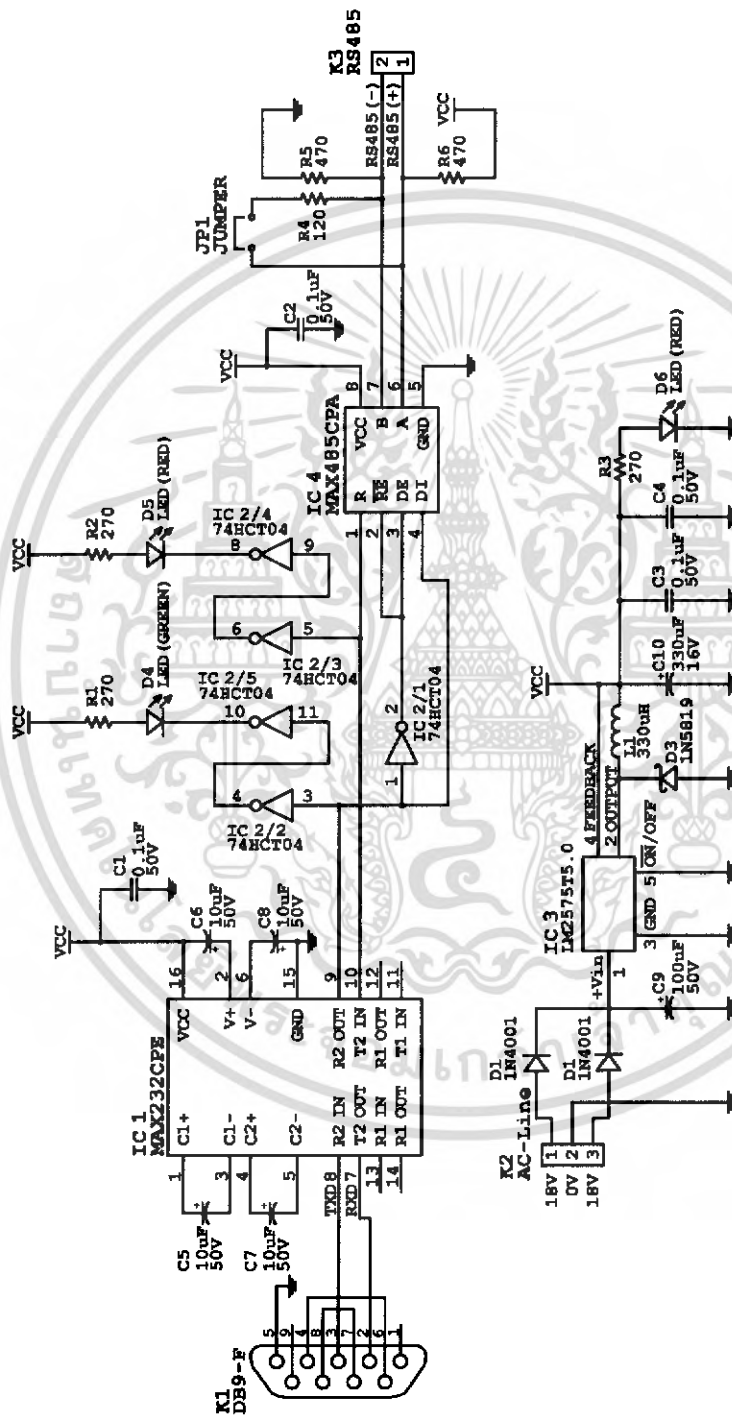 K1
DB9-F
5
9
4
8
3
7
2
6
1
IC 1
MAX232CPE
C5
10uF
50V
C7
10uF
50V
1
3
4
5
TXD 8
RXD 7
13
14
C1+
C1-
C2+
C2-
R2 IN
T2 OUT
R1 IN
R1 OUT
VCC
V+
V-
GND
R2 OUT
T2 IN
R1 OUT
T1 IN
16
2
6
15
9
10
12
11
VCC
C1
0.1uF
50V
C6
10uF
50V
C8
10uF
50V
VCC
R1
270
D4
LED (GREEN)
IC 2/5
74HCT04
10
11
4
3
IC 2/2
74HCT04
VCC
R2
270
D5
LED (RED)
IC 2/4
74HCT04
8
9
6
5
IC 2/3
74HCT04
1
2
IC 2/1
74HCT04
IC 4
MAX485CPA
1
2
3
4
R
RE
DE
DI
VCC
B
A
GND
8
7
6
5
VCC
C2
0.1uF
50V
JP1
JUMPER
R4
120
R5
470
RS485 (-)
RS485 (+)
R6
470
VCC
K3
RS485
2
1
K2
AC-Line
18V
0V
18V
1
2
3
D1
1N4001
D1
1N4001
C9
100uF
50V
IC 3
LM2575T5.0
+Vin
1
3 GND
5 ON/OFF
4 FEEDBACK
2 OUTPUT
VCC
L1
330uH
D3
1N5819
C10
330uF
16V
C3
0.1uF
50V
C4
0.1uF
50V
R3
270
D6
LED (RED)